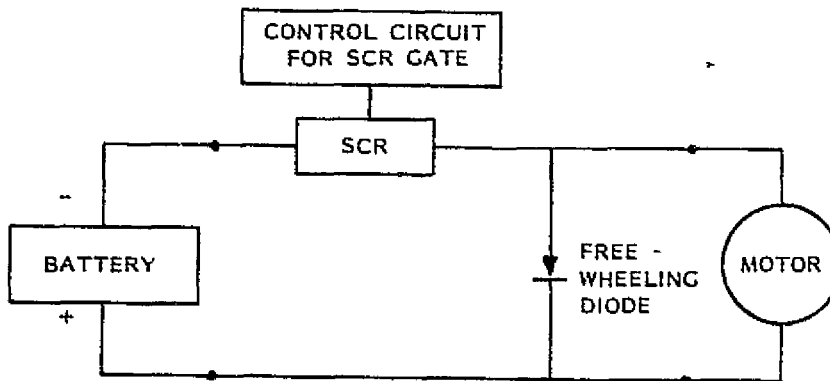 CONTROL CIRCUIT
FOR SCR GATE
SCR
-
BATTERY
+
FREE -
WHEELING
DIODE
MOTOR